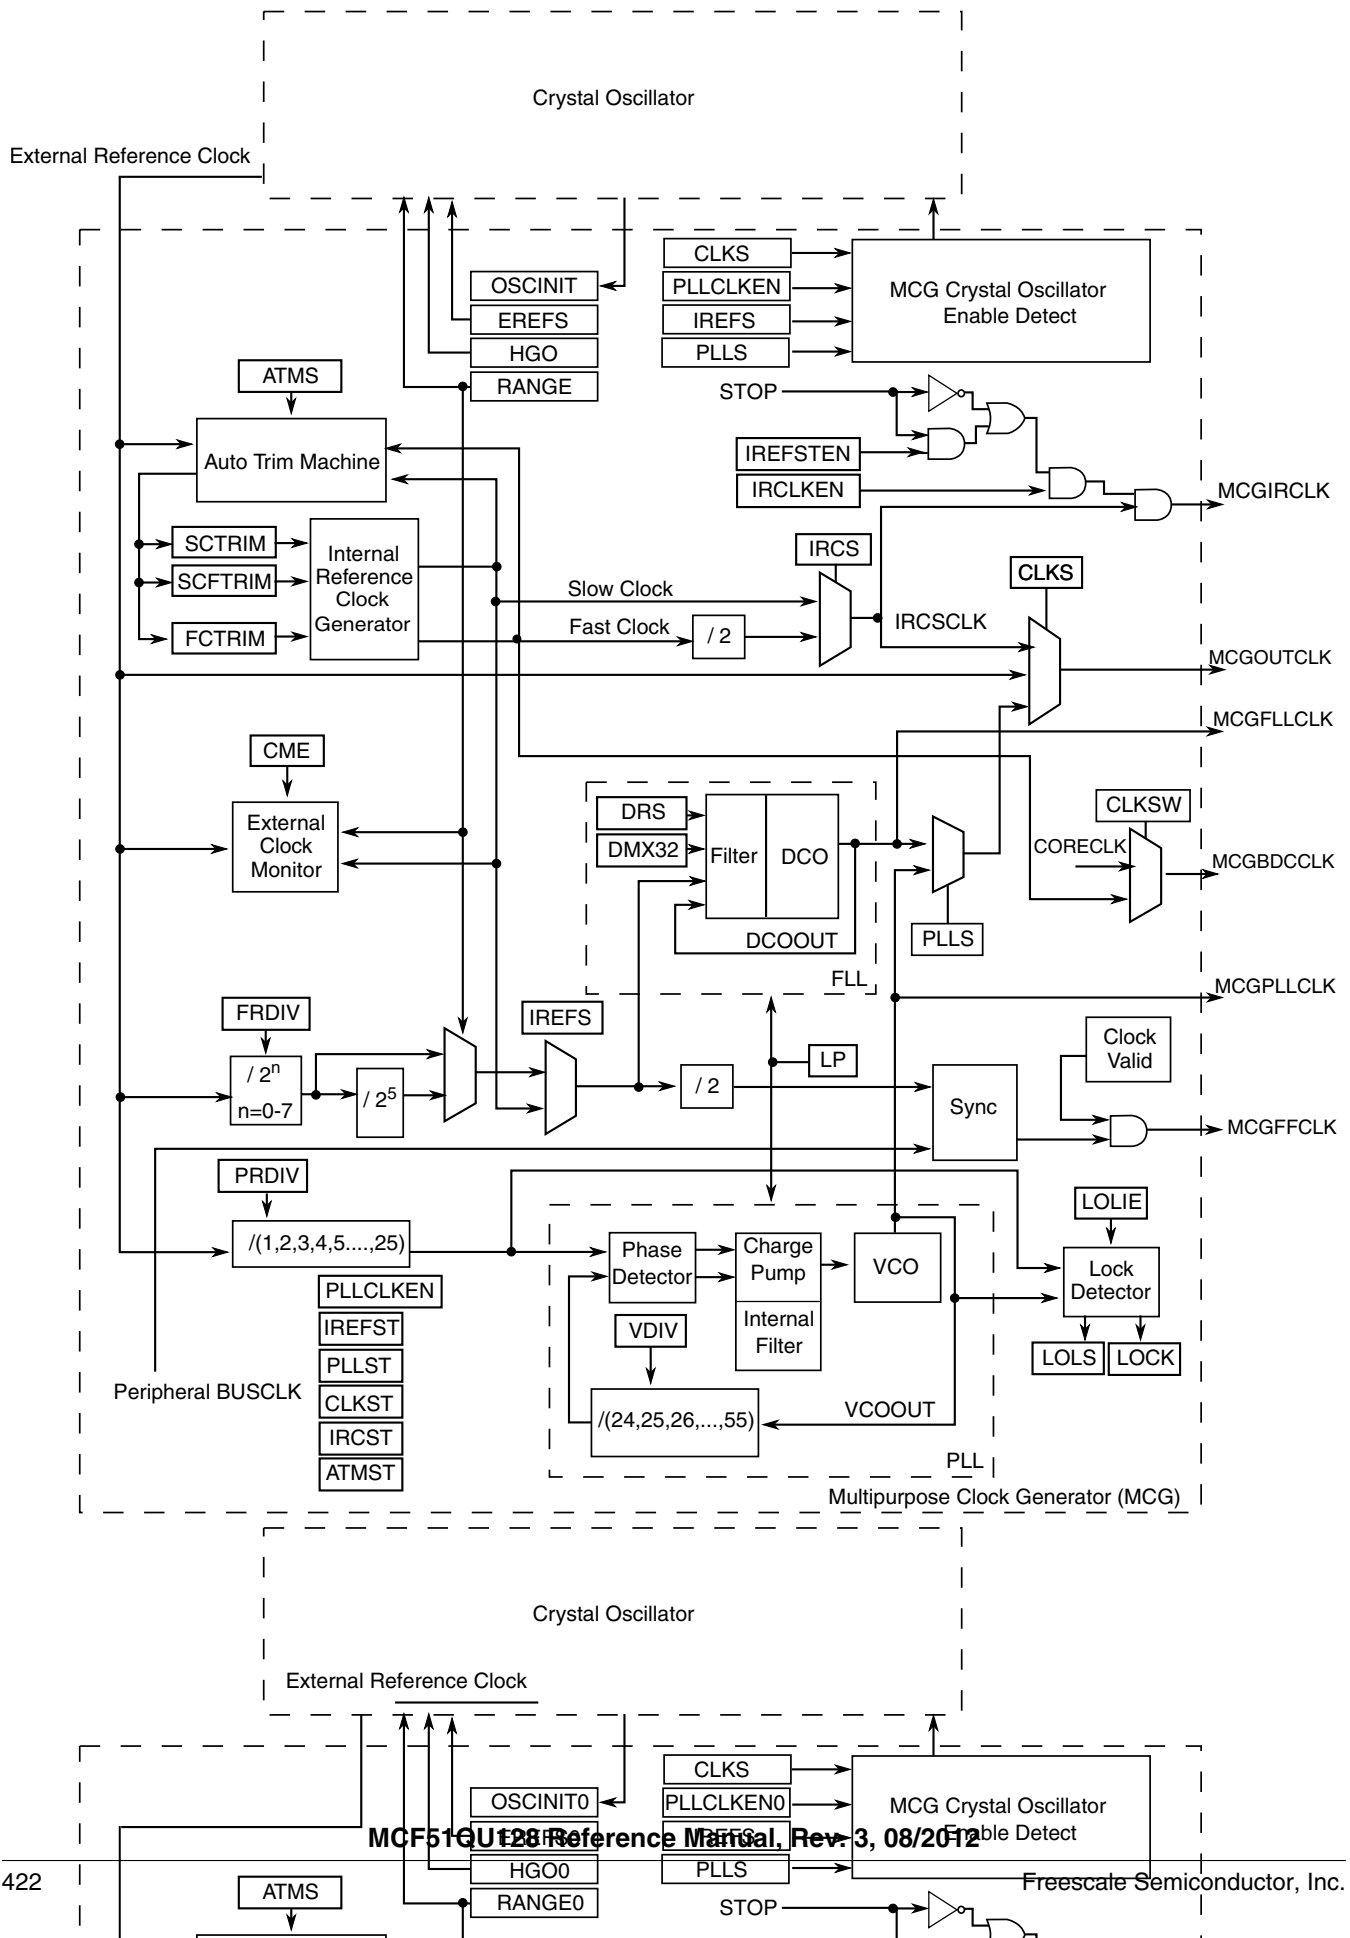 Crystal Oscillator
External Reference Clock
CLKS
OSCINIT
PLLCLKEN
MCG Crystal Oscillator
Enable Detect
EREFS
IREFS
HGO
PLLS
ATMS
RANGE
STOP
Auto Trim Machine
IREFSTEN
IRCLKEN
MCGIRCLK
SCTRIM
Internal
Reference
Clock
Generator
IRCS
SCFTRIM
CLKS
Slow Clock
FCTRIM
Fast Clock
/ 2
IRCSCLK
MCGOUTCLK
MCGFLLCLK
CME
External
Clock
Monitor
DRS
DMX32
Filter
DCO
CLKSW
CORECLK
MCGBDCCLK
DCOOUT
PLLS
FLL
MCGPLLCLK
FRDIV
IREFS
Clock
Valid
/ 2n
n=0-7
/ 25
LP
/ 2
Sync
MCGFFCLK
PRDIV
LOLIE
/(1,2,3,4,5....,25)
Phase
Detector
Charge
Pump
VCO
Lock
Detector
PLLCLKEN
Internal
Filter
IREFST
VDIV
PLLST
LOLS
LOCK
Peripheral BUSCLK
CLKST
/(24,25,26,...,55)
VCOOUT
IRCST
ATMST
PLL
Multipurpose Clock Generator (MCG)
Crystal Oscillator
External Reference Clock
CLKS
OSCINIT0
PLLCLKEN0
MCG Crystal Oscillator
Enable Detect
EREFS0
IREFS
MCF51QU128 Reference Manual, Rev. 3, 08/2012
HGO0
PLLS
422
Freescale Semiconductor, Inc.
ATMS
RANGE0
STOP